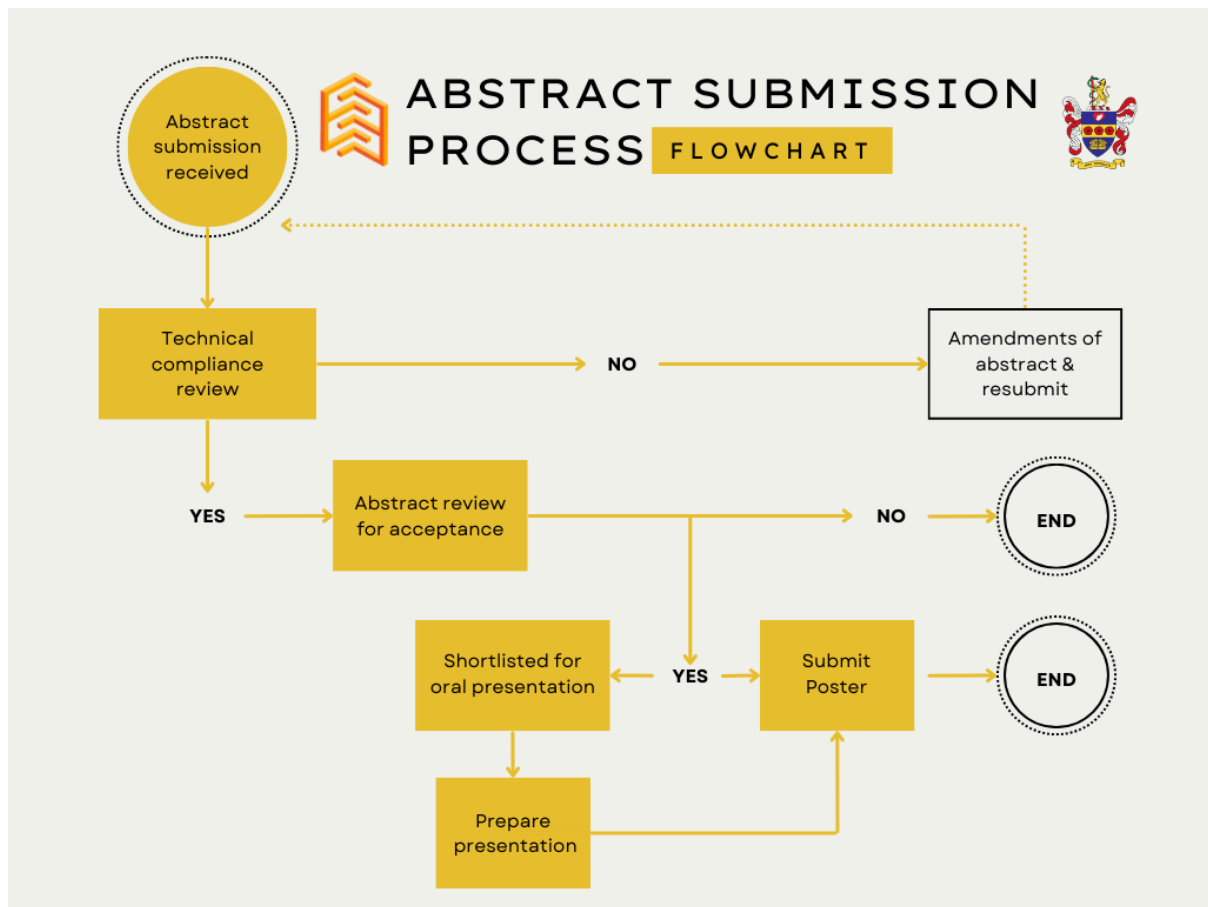 Abstract
submission
received
ABSTRACT SUBMISSION
PROCESS FLOWCHART
Technical
compliance
review
NO
Amendments of
abstract &
resubmit
YES
Abstract review
for acceptance
NO
END
Shortlisted for
oral presentation
YES
Submit
Poster
END
Prepare
presentation